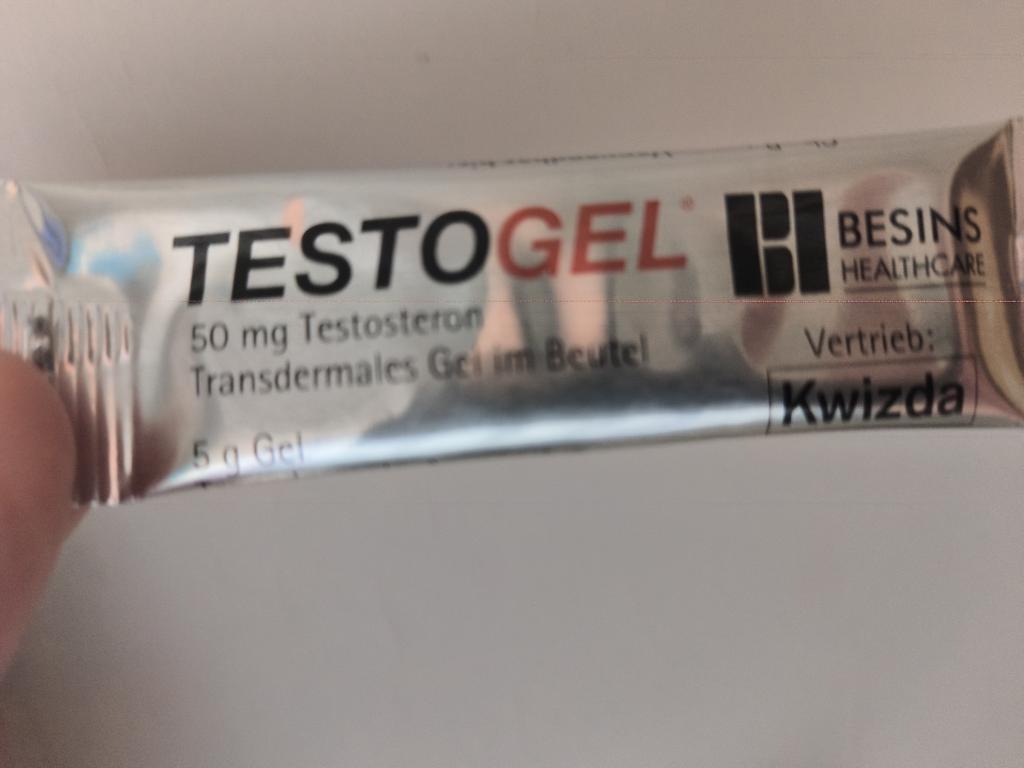 TESTOGEL®
50 mg Testosteron
Transdermales Gel im Beutel
5 g Gel
BESINS
HEALTHCARE
Vertrieb:
Kwizda